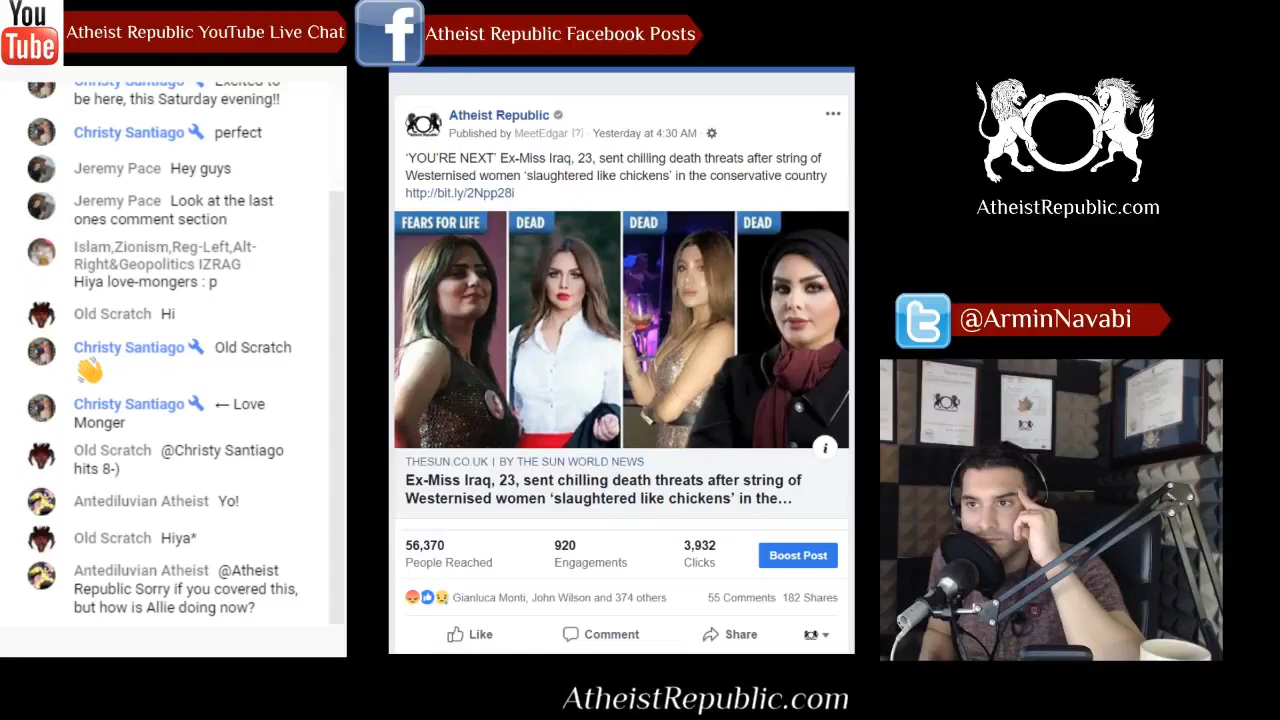 You
Tube
Atheist Republic YouTube Live Chat
Atheist Republic Facebook Posts
Christy Santiago Excited to
be here, this Saturday evening!!
Christy Santiago perfect
Jeremy Pace Hey guys
Jeremy Pace Look at the last
ones comment section
Islam,Zionism,Reg-Left,Alt-
Right&Geopolitics IZRAG
Hiya love-mongers : p
Old Scratch Hi
Christy Santiago Old Scratch
👋
Christy Santiago ← Love
Monger
Old Scratch @Christy Santiago
hits 8-)
Antediluvian Atheist Yo!
Old Scratch Hiya*
Antediluvian Atheist @Atheist
Republic Sorry if you covered this,
but how is Allie doing now?
Atheist Republic
Published by MeetEdgar [?] · Yesterday at 4:30 AM ·
‘YOU'RE NEXT’ Ex-Miss Iraq, 23, sent chilling death threats after string of
Westernised women ‘slaughtered like chickens’ in the conservative country
http://bit.ly/2Npp28i
FEARS FOR LIFE
DEAD
DEAD
DEAD
i
THESUN.CO.UK | BY THE SUN WORLD NEWS
Ex-Miss Iraq, 23, sent chilling death threats after string of
Westernised women ‘slaughtered like chickens’ in the...
56,370
People Reached
920
Engagements
3,932
Clicks
Boost Post
Gianluca Monti, John Wilson and 374 others
55 Comments 182 Shares
Like
Comment
Share
AtheistRepublic.com
@ArminNavabi
AtheistRepublic.com